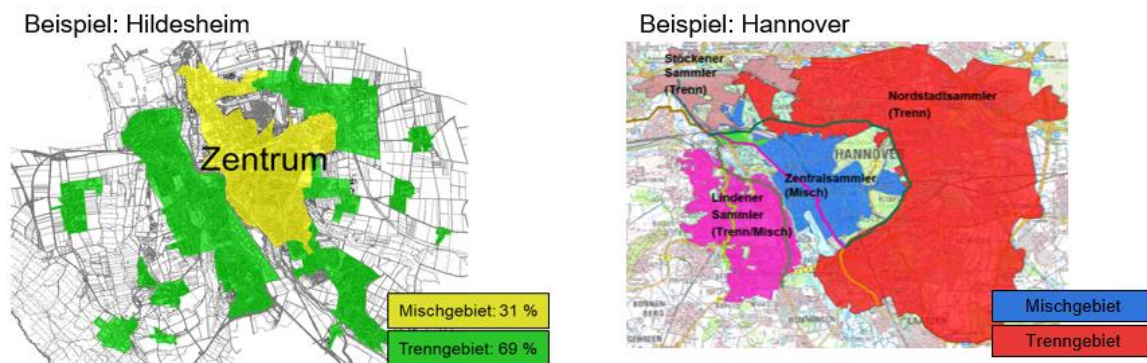 Beispiel: Hildesheim
Zentrum
Mischgebiet: 31 %
Trenngebiet: 69 %
Beispiel: Hannover
Stöckener
Sammler
(Trenn)
Nordstadtsammler
(Trenn)
HANNOVER
Zentralsammler
(Misch)
Lindener
Sammler
(Trenn/Misch)
LAATZEN
Mischgebiet
Trenngebiet